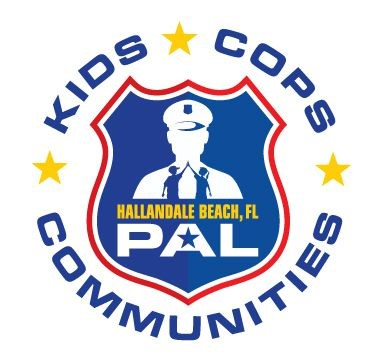 KIDS COPS
HALLANDALE BEACH, FL
PAL
COMMUNITIES